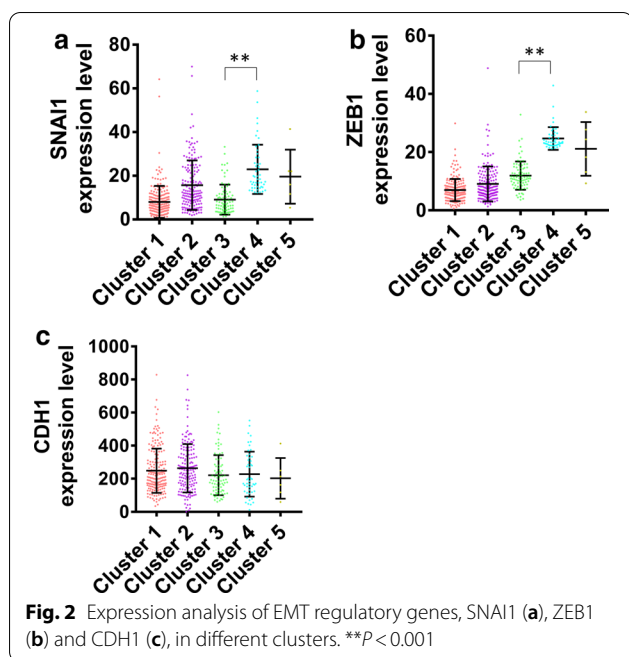 a
SNAI1
expression level
80
60
40
20
0
**
Cluster 1
Cluster 2
Cluster 3
Cluster 4
Cluster 5
b
ZEB1
expression level
60
40
20
0
**
Cluster 1
Cluster 2
Cluster 3
Cluster 4
Cluster 5
c
CDH1
expression level
1000
800
600
400
200
0
Cluster 1
Cluster 2
Cluster 3
Cluster 4
Cluster 5
Fig. 2 Expression analysis of EMT regulatory genes, SNAI1 (a), ZEB1
(b) and CDH1 (c), in different clusters. **P < 0.001